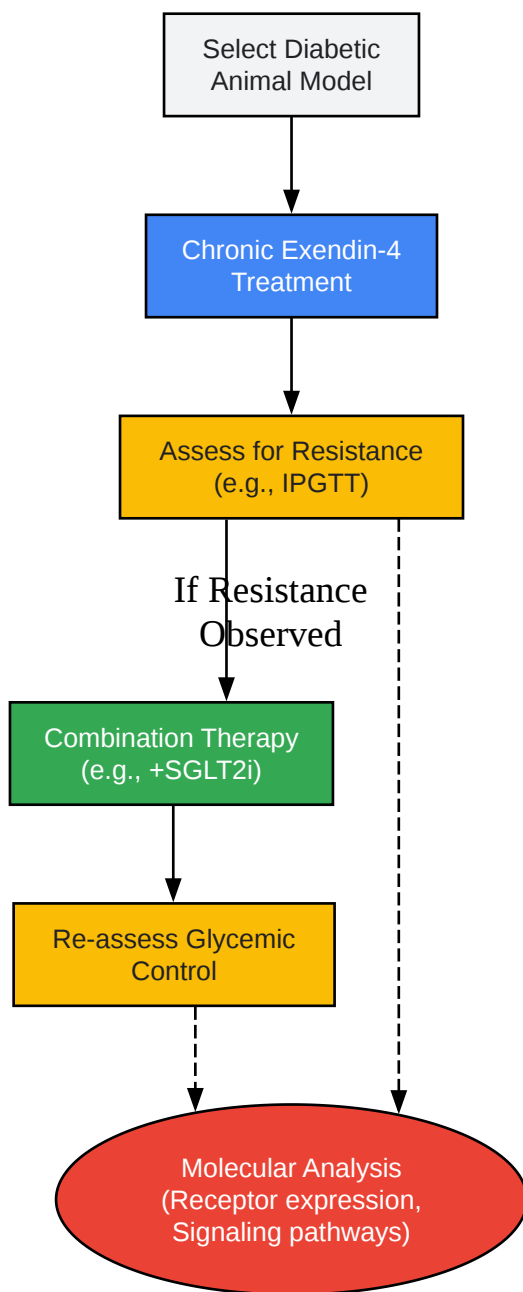 Select Diabetic
Animal Model
Chronic Exendin-4
Treatment
Assess for Resistance
(e.g., IPGTT)
If Resistance
Observed
Combination Therapy
(e.g., +SGLT2i)
Re-assess Glycemic
Control
Molecular Analysis
(Receptor expression,
Signaling pathways)